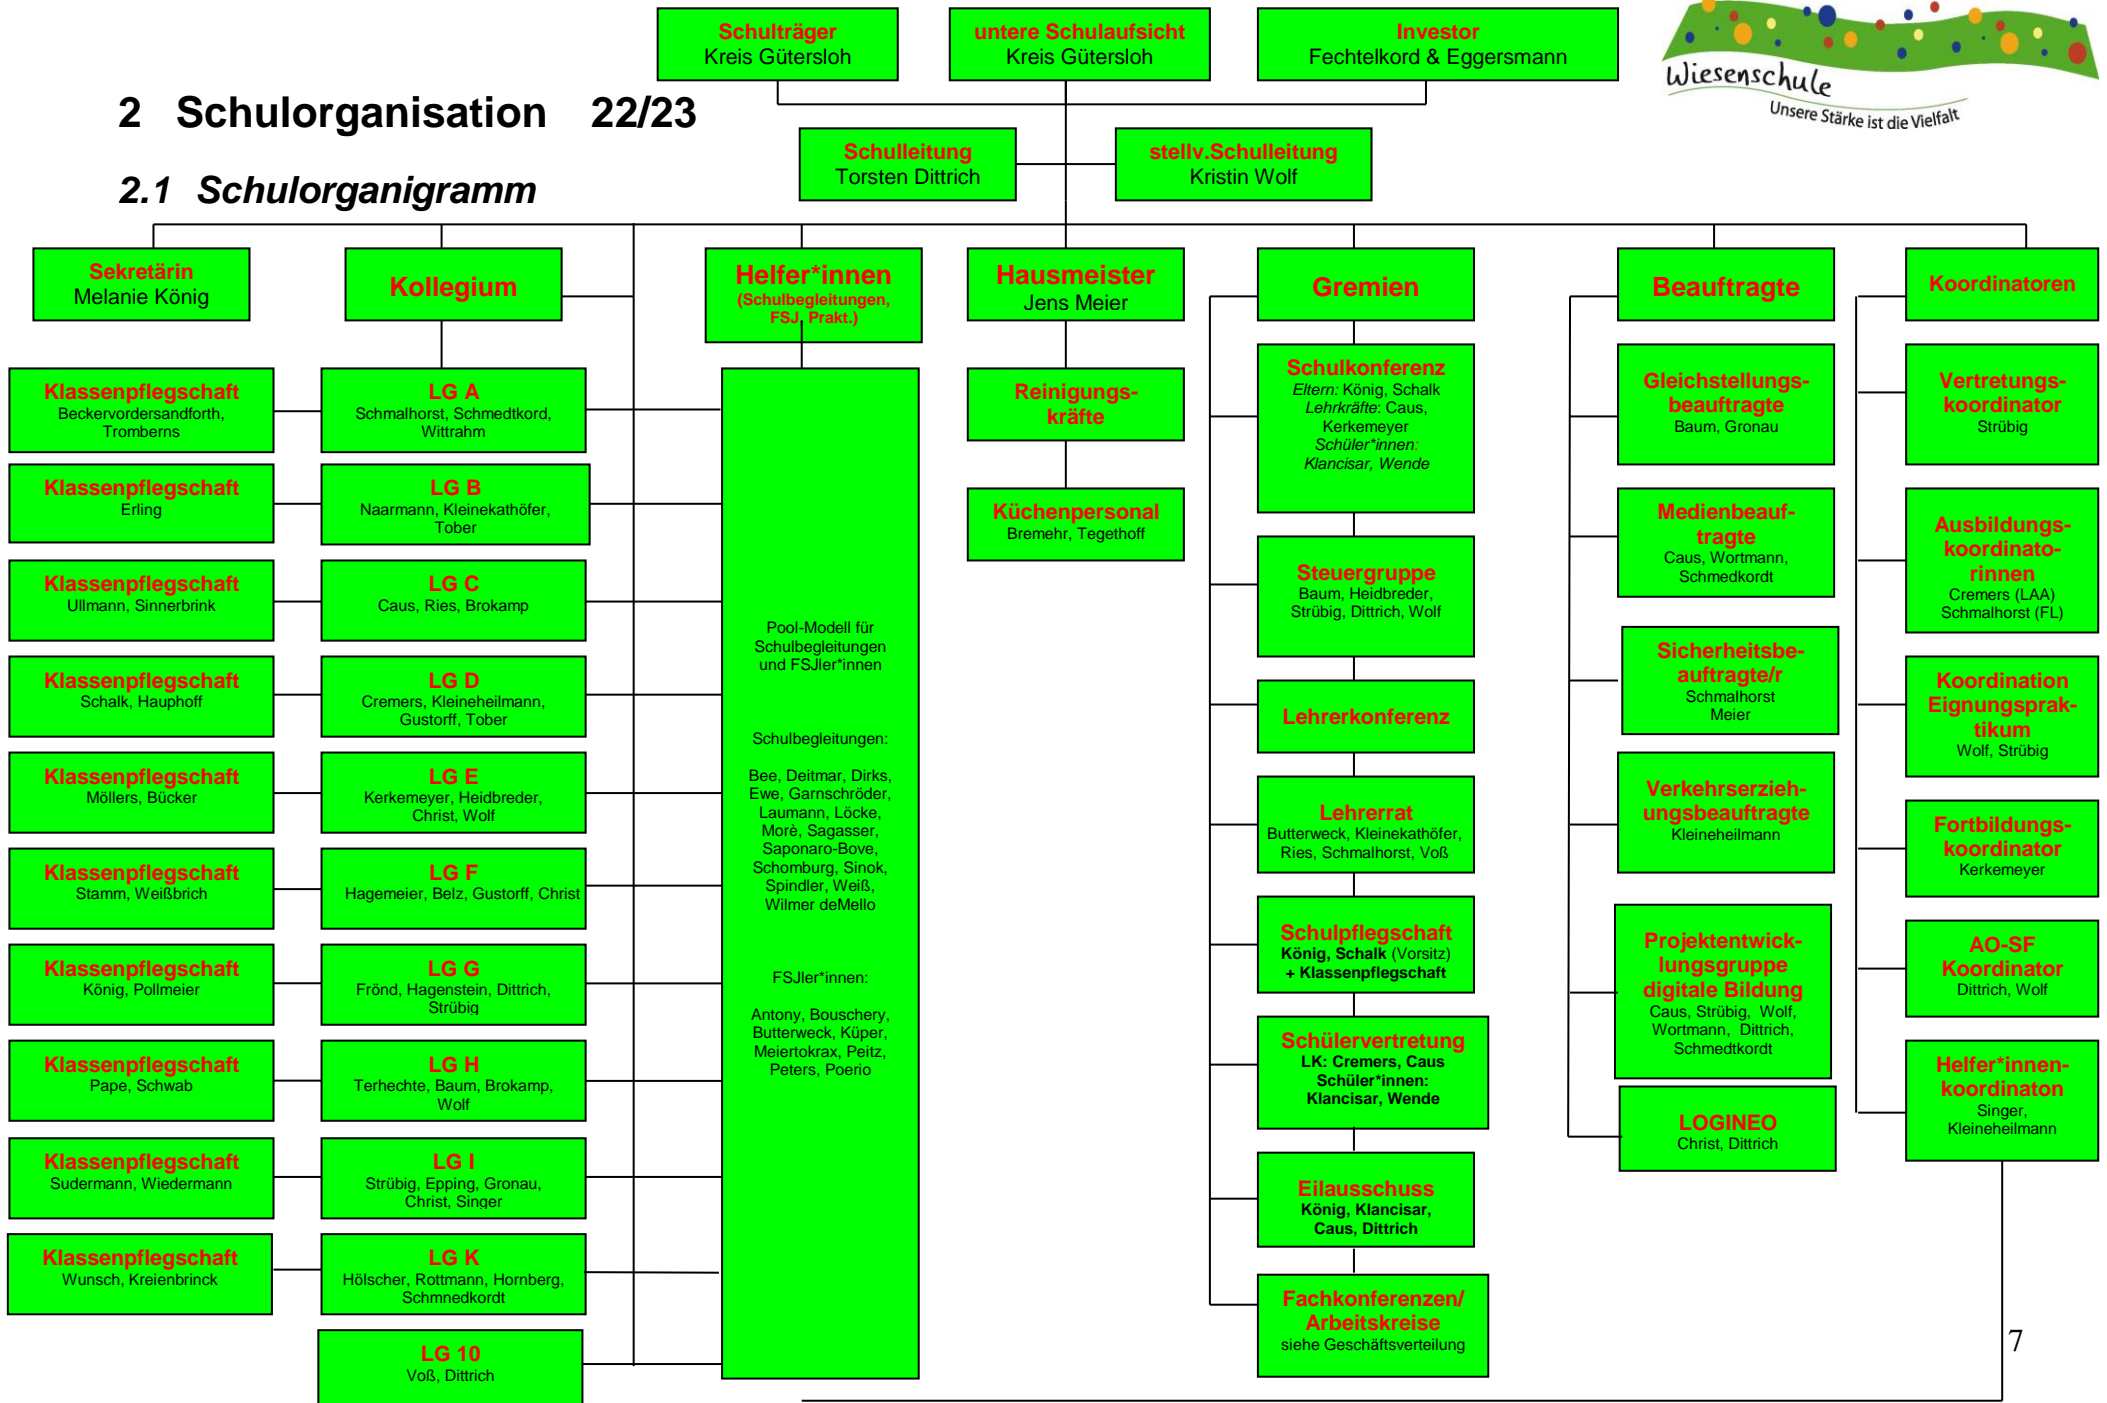 Schulträger
Kreis Gütersloh
untere Schulaufsicht
Kreis Gütersloh
Investor
Fechtelkord & Eggersmann
Wiesenschule
Unsere Stärke ist die Vielfalt
2 Schulorganisation 22/23
Schulleitung
Torsten Dittrich
stellv.Schulleitung
Kristin Wolf
2.1 Schulorganigramm
Sekretärin
Melanie König
Kollegium
Helfer*innen
(Schulbegleitungen,
FSJ, Prakt.)
Hausmeister
Jens Meier
Gremien
Beauftragte
Koordinatoren
Klassenpflegschaft
Beckervordersandforth,
Tromberns
Klassenpflegschaft
Erling
Klassenpflegschaft
Ullmann, Sinnerbrink
Klassenpflegschaft
Schalk, Hauphoff
Klassenpflegschaft
Möllers, Bücker
Klassenpflegschaft
Stamm, Weißbrich
Klassenpflegschaft
König, Pollmeier
Klassenpflegschaft
Pape, Schwab
Klassenpflegschaft
Sudermann, Wiedermann
Klassenpflegschaft
Wunsch, Kreienbrinck
LG A
Schmalhorst, Schmedtkord,
Wittrahm
LG B
Naarmann, Kleinekathöfer,
Tober
LG C
Caus, Ries, Brokamp
LG D
Cremers, Kleineheilmann,
Gustorff, Tober
LG E
Kerkemeyer, Heidbreder,
Christ, Wolf
LG F
Hagemeier, Belz, Gustorff, Christ
LG G
Frönd, Hagenstein, Dittrich,
Strübig
LG H
Terhechte, Baum, Brokamp,
Wolf
LG I
Strübig, Epping, Gronau,
Christ, Singer
LG K
Hölscher, Rottmann, Hornberg,
Schmnedkordt
LG 10
Voß, Dittrich
Pool-Modell für
Schulbegleitungen
und FSJler*innen
Schulbegleitungen:
Bee, Deitmar, Dirks,
Ewe, Garnschröder,
Laumann, Löcke,
Morè, Sagasser,
Saponaro-Bove,
Schomburg, Sinok,
Spindler, Weiß,
Wilmer deMello
FSJler*innen:
Antony, Bouschery,
Butterweck, Küper,
Meiertokrax, Peitz,
Peters, Poerio
Reinigungs-
kräfte
Küchenpersonal
Bremehr, Tegethoff
Schulkonferenz
Eltern: König, Schalk
Lehrkräfte: Caus,
Kerkemeyer
Schüler*innen:
Klancisar, Wende
Steuergruppe
Baum, Heidbreder,
Strübig, Dittrich, Wolf
Lehrerkonferenz
Lehrerrat
Butterweck, Kleinekathöfer,
Ries, Schmalhorst, Voß
Schulpflegschaft
König, Schalk (Vorsitz)
+ Klassenpflegschaft
Schülervertretung
LK: Cremers, Caus
Schüler*innen:
Klancisar, Wende
Eilausschuss
König, Klancisar,
Caus, Dittrich
Fachkonferenzen/
Arbeitskreise
siehe Geschäftsverteilung
Gleichstellungs-
beauftragte
Baum, Gronau
Medienbeauf-
tragte
Caus, Wortmann,
Schmedkordt
Sicherheitsbe-
auftragte/r
Schmalhorst
Meier
Verkehrserzieh-
ungsbeauftragte
Kleineheilmann
Projektentwick-
lungsgruppe
digitale Bildung
Caus, Strübig, Wolf,
Wortmann, Dittrich,
Schmedtkordt
LOGINEO
Christ, Dittrich
Vertretungs-
koordinator
Strübig
Ausbildungs-
koordinato-
rinnen
Cremers (LAA)
Schmalhorst (FL)
Koordination
Eignungsprak-
tikum
Wolf, Strübig
Fortbildungs-
koordinator
Kerkemeyer
AO-SF
Koordinator
Dittrich, Wolf
Helfer*innen-
koordinaton
Singer,
Kleineheilmann
7